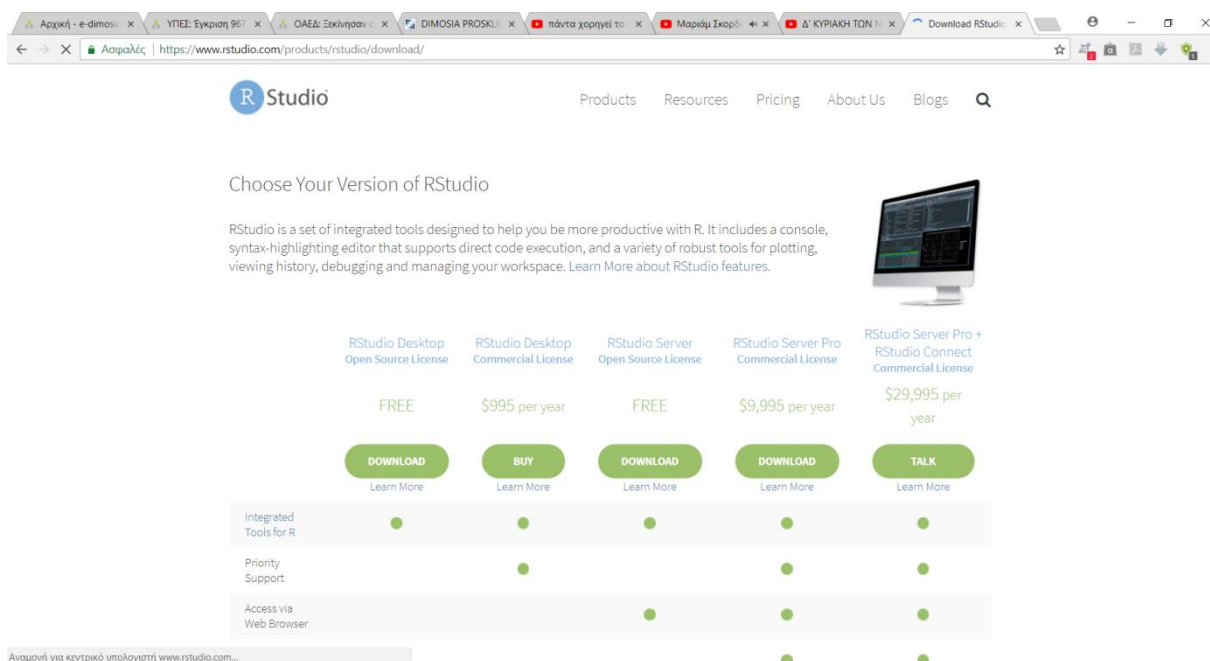 Αρχική - e-dimosic
ΥΠΕΣ: Έγκριση 967
ΟΑΕΔ: Ξεκίνησαν
DIMOSIA PROSKL
πάντα χορηγεί το
Μαριάμ Σκορδ
Δ' ΚΥΡΙΑΚΗ ΤΩΝ Ν
Download RStudio
Ασφαλές | https://www.rstudio.com/products/rstudio/download/
2
1
R Studio
Products Resources Pricing About Us Blogs
Choose Your Version of RStudio
RStudio is a set of integrated tools designed to help you be more productive with R. It includes a console,
syntax-highlighting editor that supports direct code execution, and a variety of robust tools for plotting,
viewing history, debugging and managing your workspace. Learn More about RStudio features.
RStudio Desktop
Open Source License
FREE
DOWNLOAD
Learn More
RStudio Desktop
Commercial License
$995 per year
BUY
Learn More
RStudio Server
Open Source License
FREE
DOWNLOAD
Learn More
RStudio Server Pro
Commercial License
$9,995 per year
DOWNLOAD
Learn More
RStudio Server Pro +
RStudio Connect
Commercial License
$29,995 per
year
TALK
Learn More
Integrated
Tools for R
Priority
Support
Access via
Web Browser
Αναμονή για κεντρικό υπολογιστή www.rstudio.com...